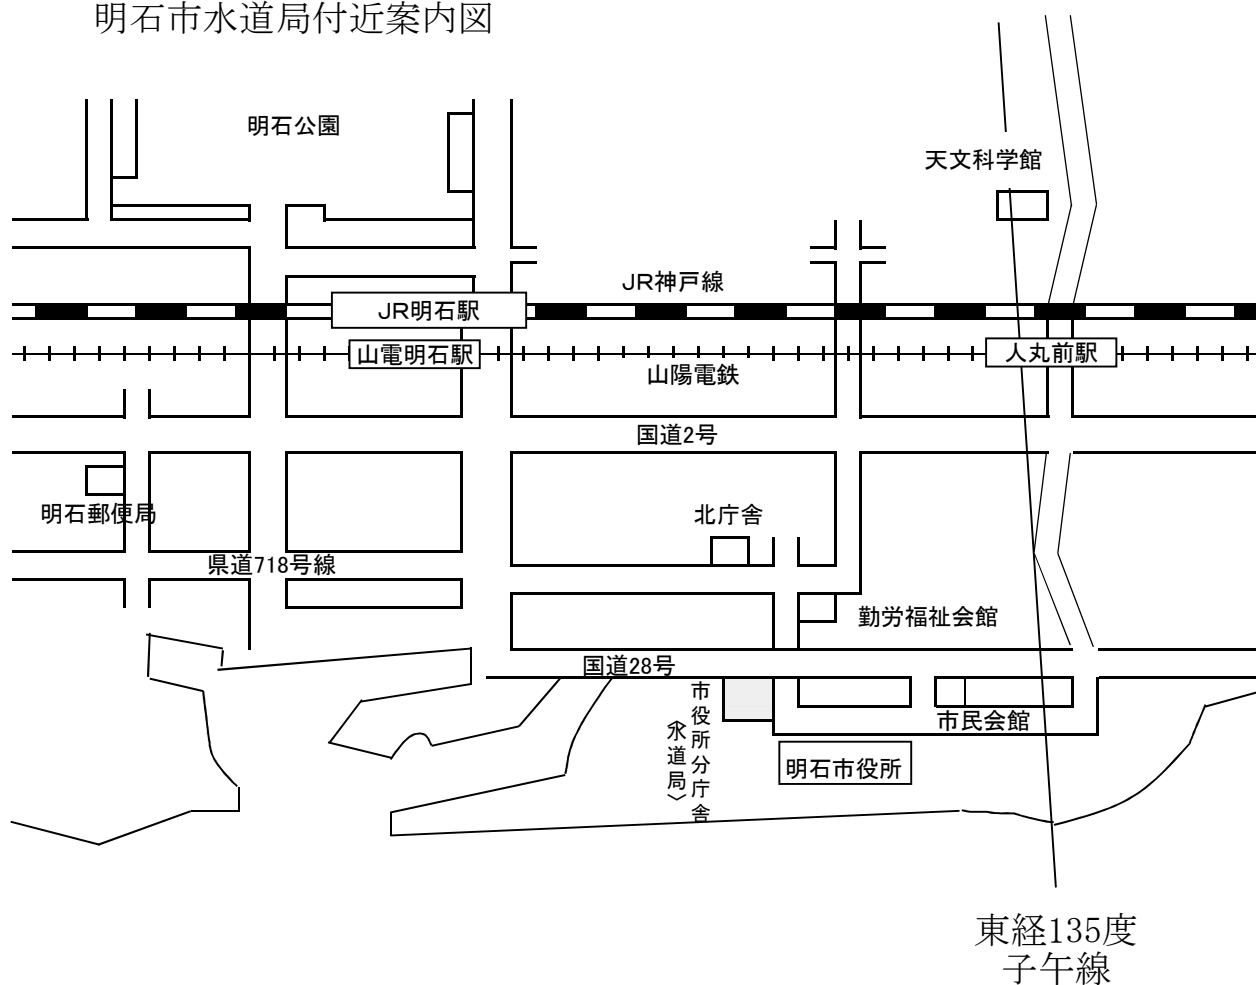 明石市水道局付近案内図
明石公園
天文科学館
JR神戸線
JR明石駅
山電明石駅
人丸前駅
山陽電鉄
国道2号
明石郵便局
北庁舎
県道718号線
勤労福祉会館
国道28号
市役所分庁舎
〈水道局〉
市民会館
明石市役所
東経135度
子午線